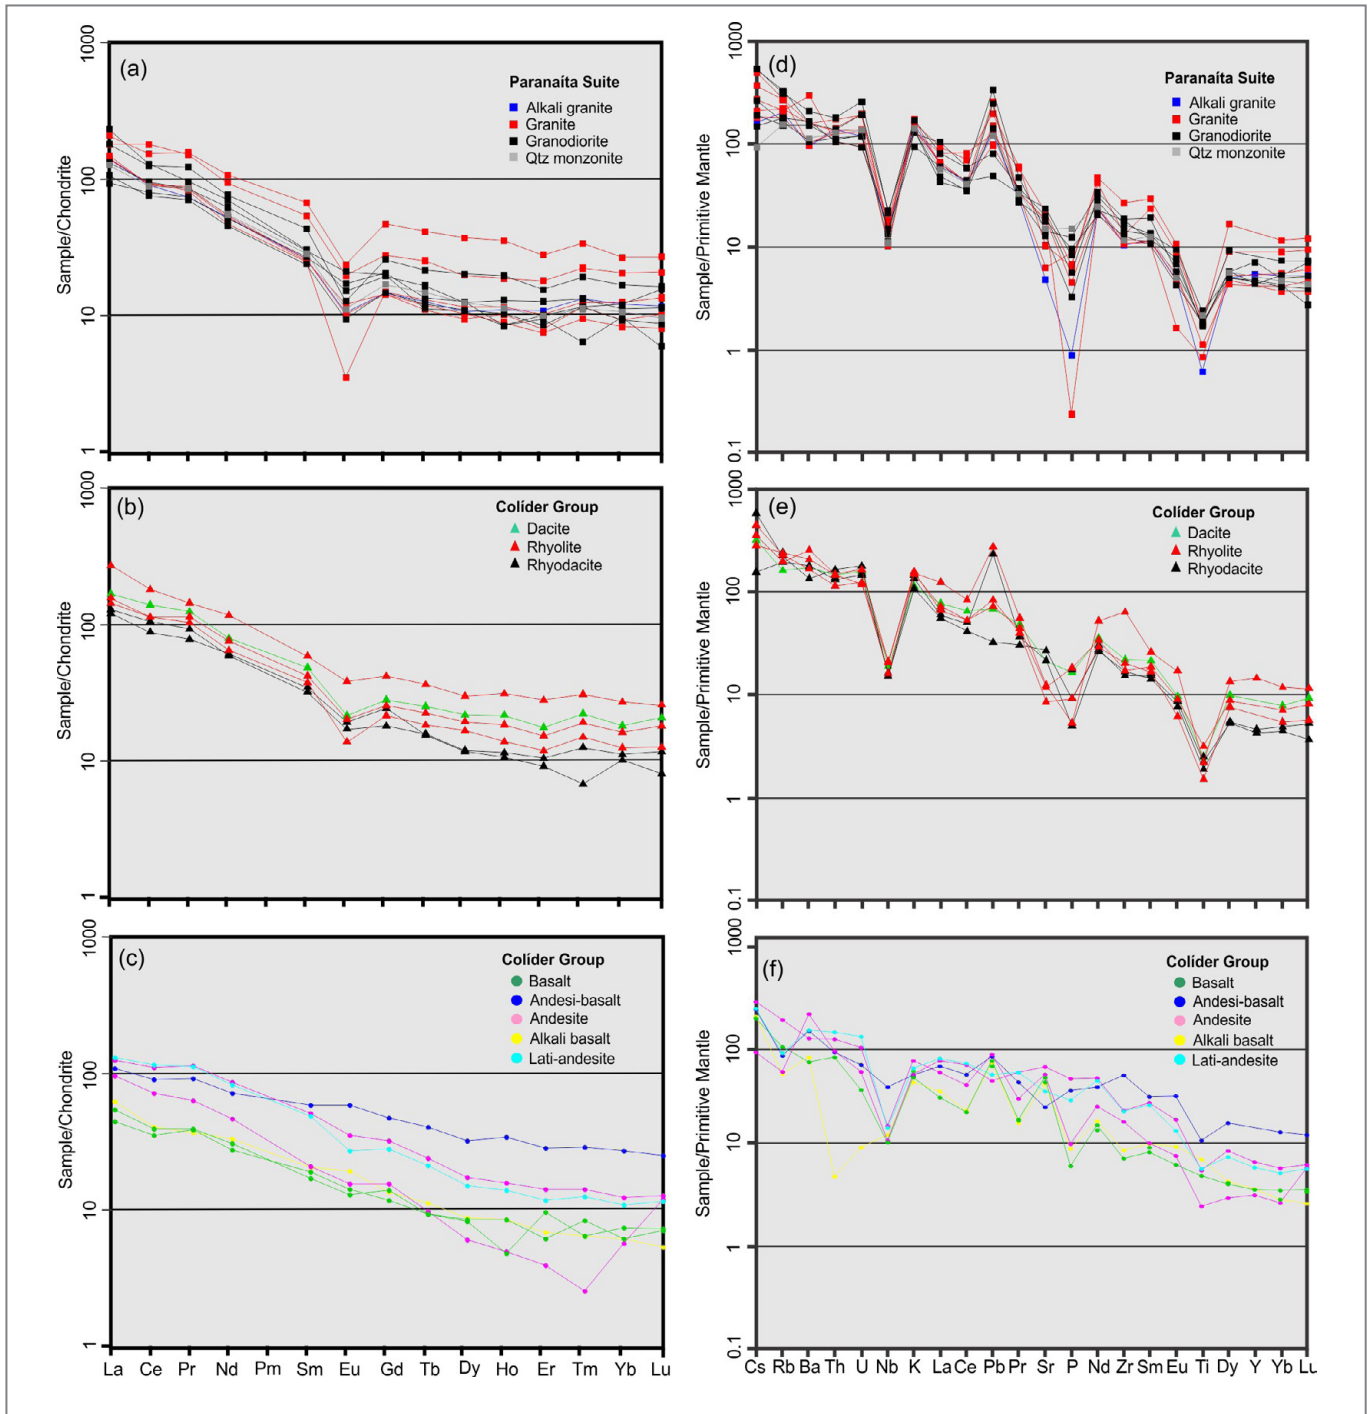 (a)
Paranaíta Suite
Alkali granite
Granite
Granodiorite
Qtz monzonite
Sample/Chondrite
1000
100
10
1
(d)
Paranaíta Suite
Alkali granite
Granite
Granodiorite
Qtz monzonite
Sample/Primitive Mantle
1000
100
10
1
0.1
(b)
Colíder Group
Dacite
Rhyolite
Rhyodacite
Sample/Chondrite
1000
100
10
1
(e)
Colíder Group
Dacite
Rhyolite
Rhyodacite
Sample/Primitive Mantle
1000
100
10
1
0.1
(c)
Colíder Group
Basalt
Andesi-basalt
Andesite
Alkali basalt
Lati-andesite
Sample/Chondrite
1000
100
10
1
La Ce Pr Nd Pm Sm Eu Gd Tb Dy Ho Er Tm Yb Lu
(f)
Colíder Group
Basalt
Andesi-basalt
Andesite
Alkali basalt
Lati-andesite
Sample/Primitive Mantle
1000
100
10
1
0.1
Cs Rb Ba Th U Nb K La Ce Pb Pr Sr P Nd Zr Sm Eu Ti Dy Y Yb Lu